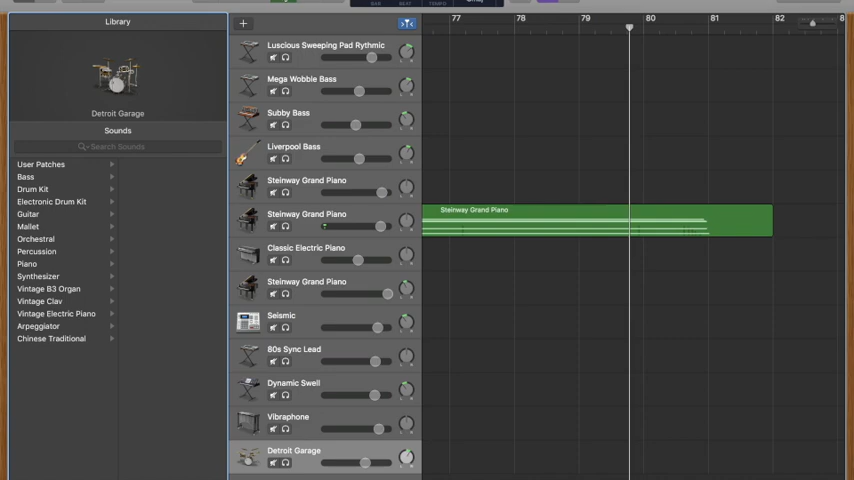 BAR
BEAT
TEMPO
Library
Detroit Garage
Sounds
Search Sounds
User Patches
Bass
Drum Kit
Electronic Drum Kit
Guitar
Mallet
Orchestral
Percussion
Piano
Synthesizer
Vintage B3 Organ
Vintage Clav
Vintage Electric Piano
Arpeggiator
Chinese Traditional
77
78
79
80
81
82
Luscious Sweeping Pad Rythmic
Mega Wobble Bass
Subby Bass
Liverpool Bass
Steinway Grand Piano
Steinway Grand Piano
Steinway Grand Piano
Classic Electric Piano
Steinway Grand Piano
Seismic
80s Sync Lead
Dynamic Swell
Vibraphone
Detroit Garage